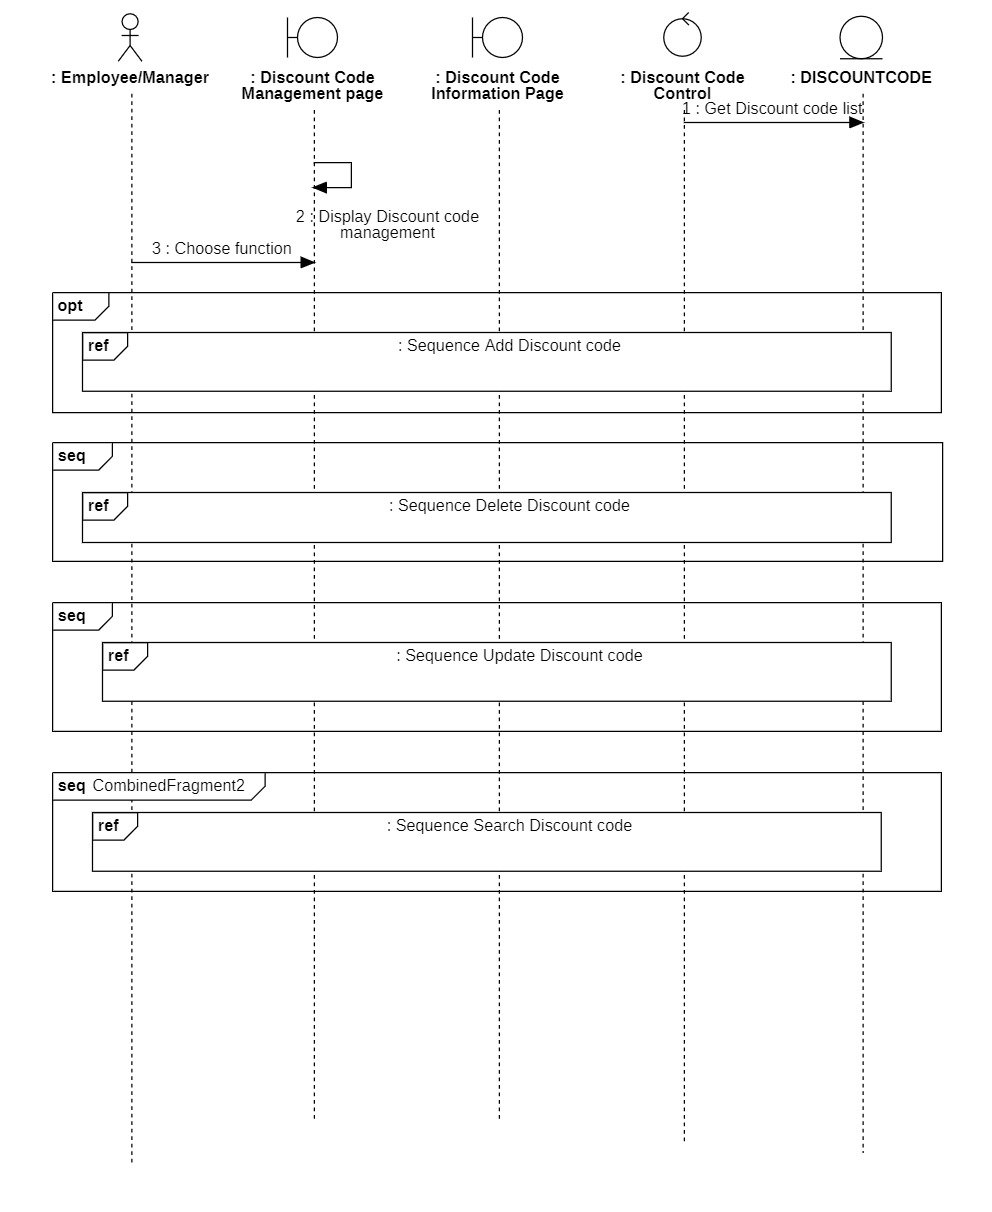 : Employee/Manager
: Discount Code
Management page
: Discount Code
Information Page
: Discount Code
Control
: DISCOUNTCODE
1 : Get Discount code list
2 : Display Discount code
management
3 : Choose function
opt
ref
: Sequence Add Discount code
seq
ref
: Sequence Delete Discount code
seq
ref
: Sequence Update Discount code
seq CombinedFragment2
ref
: Sequence Search Discount code